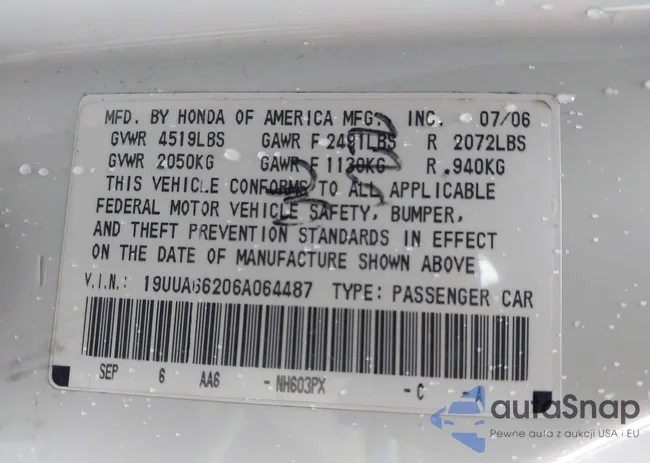 MFD. BY HONDA OF AMERICA MFG. INC. 07/06
GVWR 4519LBS GAWR F 2491LBS R 2072LBS
GVWR 2050KG GAWR F 1130KG R .940KG
THIS VEHICLE CONFORMS TO ALL APPLICABLE
FEDERAL MOTOR VEHICLE SAFETY, BUMPER,
AND THEFT PREVENTION STANDARDS IN EFFECT
ON THE DATE OF MANUFACTURE SHOWN ABOVE
V.I.N.: 19UUA66206A064487 TYPE: PASSENGER CAR
SEP 6 AA6 - NH603PX - C - A
autoSnap
Pewne auta z aukcji USA i EU